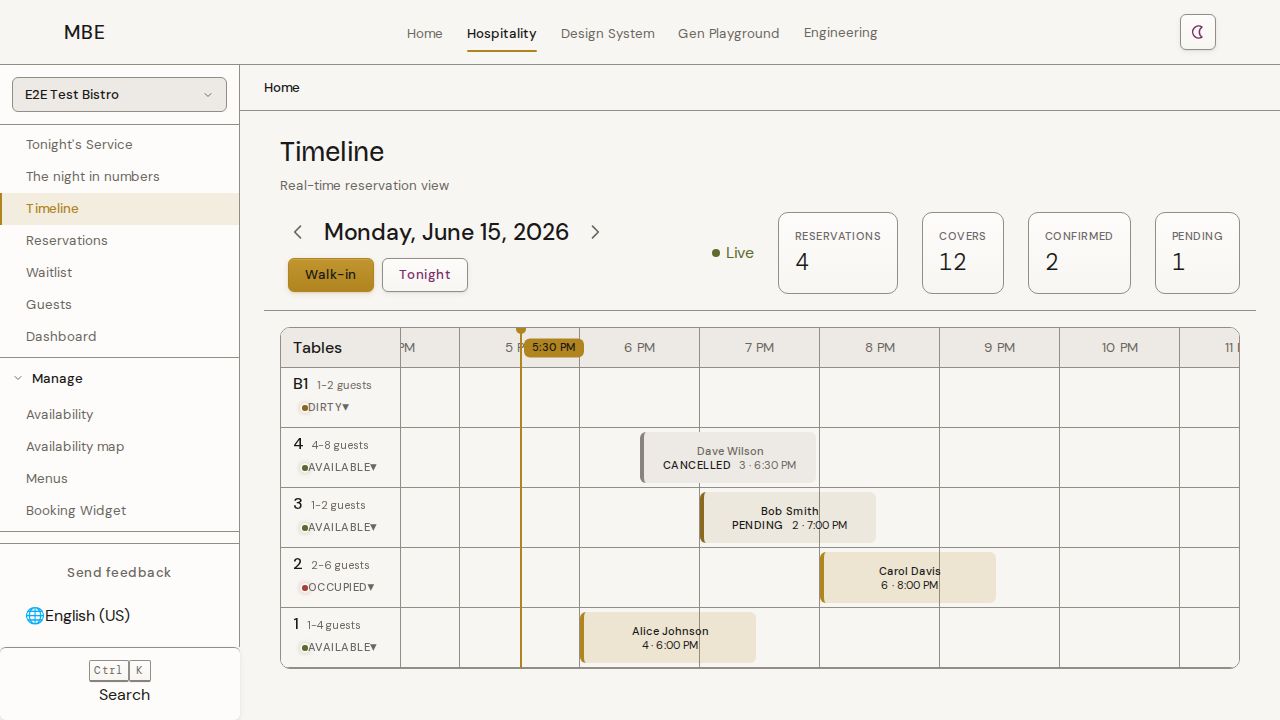 MBE
Home
Hospitality
Design System
Gen Playground
Engineering
E2E Test Bistro
Tonight's Service
The night in numbers
Timeline
Reservations
Waitlist
Guests
Dashboard
Manage
Availability
Availability map
Menus
Booking Widget
Send feedback
English (US)
Ctrl K
Search
Home
Timeline
Real-time reservation view
Monday, June 15, 2026
Walk-in
Tonight
Live
RESERVATIONS
4
COVERS
12
CONFIRMED
2
PENDING
1
Tables
PM
5 P
5:30 PM
6 PM
7 PM
8 PM
9 PM
10 PM
11
B1 1-2 guests
DIRTY▾
4 4-8 guests
AVAILABLE▾
Dave Wilson
CANCELLED 3 · 6:30 PM
3 1-2 guests
AVAILABLE▾
Bob Smith
PENDING 2 · 7:00 PM
2 2-6 guests
OCCUPIED▾
Carol Davis
6 · 8:00 PM
1 1-4 guests
AVAILABLE▾
Alice Johnson
4 · 6:00 PM